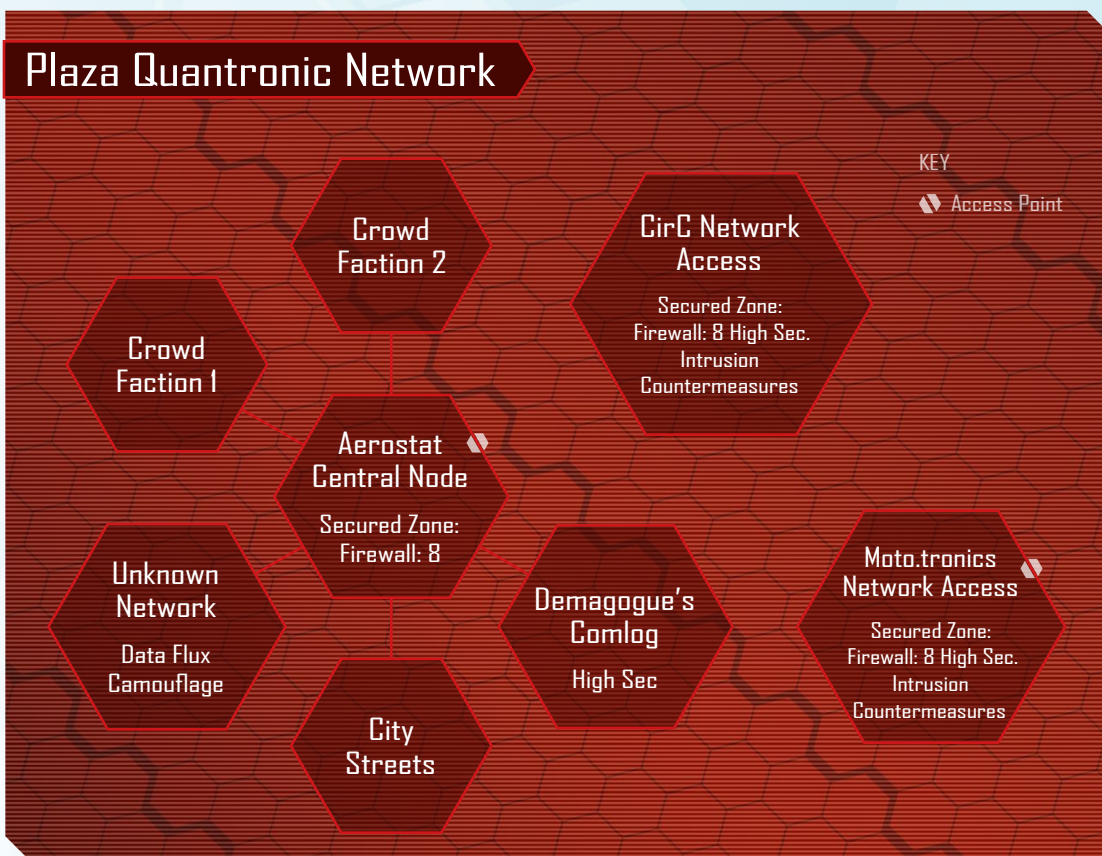 Plaza Quantronic Network
KEY
Access Point
Crowd
Faction 2
CirC Network
Access
Secured Zone:
Firewall: 8 High Sec.
Intrusion
Countermeasures
Crowd
Faction 1
Aerostat
Central Node
Secured Zone:
Firewall: 8
Unknown
Network
Data Flux
Camouflage
Demagogue's
Comlog
High Sec
Moto.tronics
Network Access
Secured Zone:
Firewall: 8 High Sec.
Intrusion
Countermeasures
City
Streets